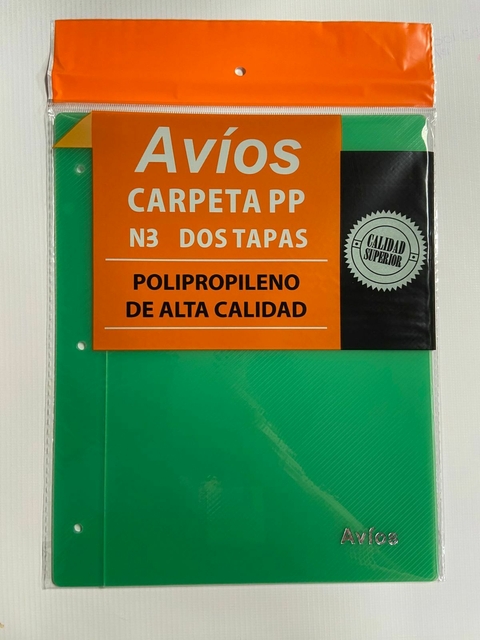 Avíos
CARPETA PP
N3 DOS TAPAS
POLIPROPILENO
DE ALTA CALIDAD
CALIDAD
SUPERIOR
Avíos